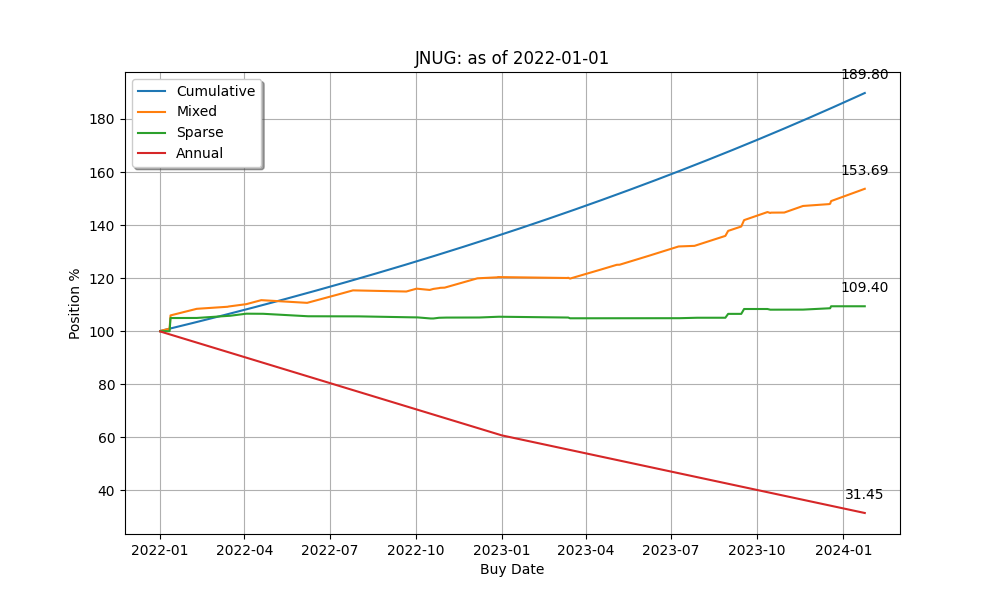 JNUG: as of 2022-01-01
Cumulative
Mixed
Sparse
Annual
189.80
153.69
109.40
31.45
Position %
180
160
140
120
100
80
60
40
2022-01 2022-04 2022-07 2022-10 2023-01 2023-04 2023-07 2023-10 2024-01
Buy Date